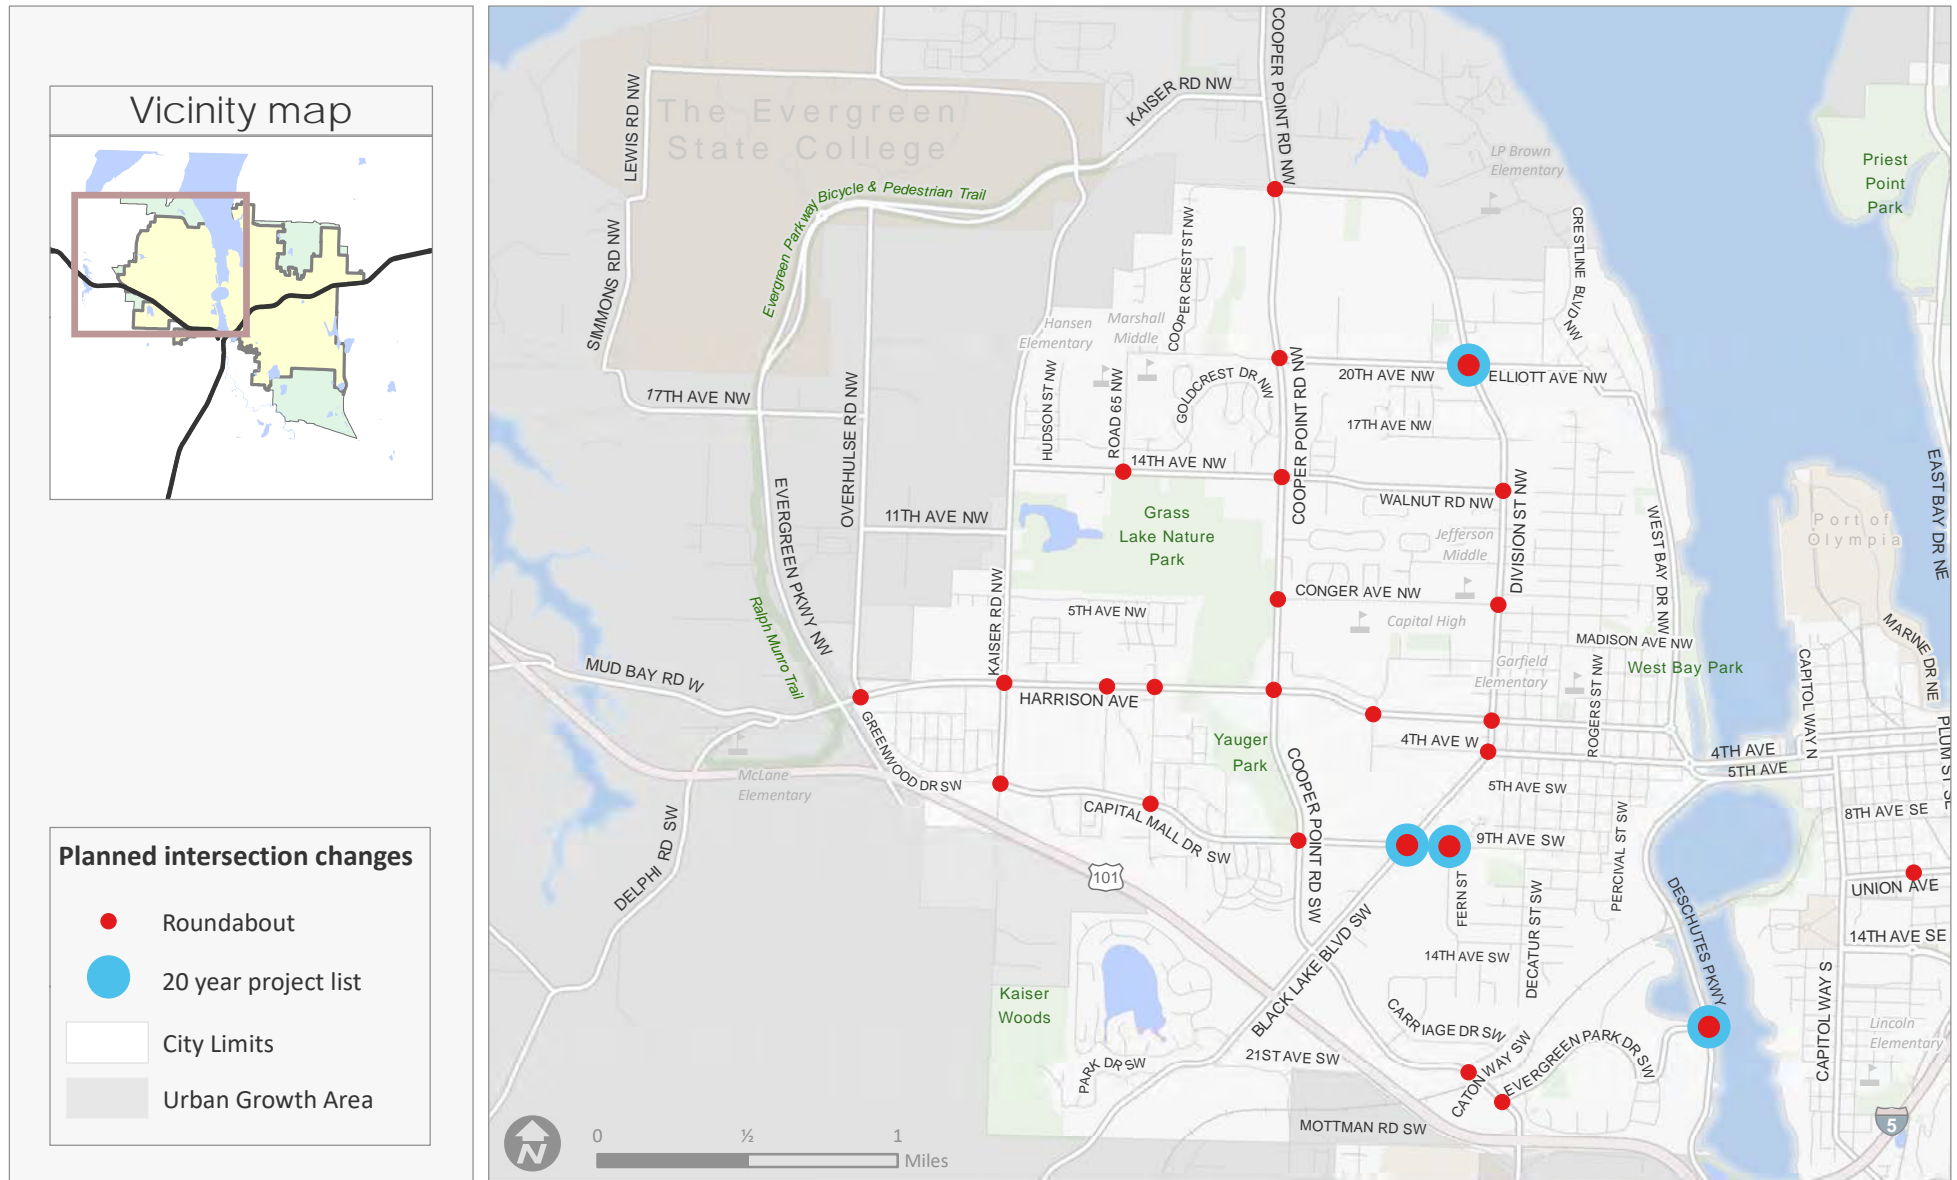 Vicinity map
Planned intersection changes
Roundabout
20 year project list
City Limits
Urban Growth Area
The Evergreen
State College
LEWIS RD NW
SIMMONS RD NW
Evergreen Parkway Bicycle & Pedestrian Trail
KAISER RD NW
COOPER POINT RD NW
LP Brown
Elementary
Priest
Point
Park
COOPER CREST ST NW
CRESTLINE BLVD NW
Hansen
Elementary
Marshall
Middle
GOLDCREST DR NW
COOPER POINT RD NW
20TH AVE NW
ELLIOTT AVE NW
17TH AVE NW
OVERHULSE RD NW
HUDSON ST NW
ROAD 65 NW
17TH AVE NW
14TH AVE NW
WALNUT RD NW
DIVISION ST NW
EVERGREEN PKWY NW
11TH AVE NW
Grass
Lake Nature
Park
Jefferson
Middle
WEST BAY DR NW
Port of
Olympia
EAST BAY DR NE
Ralph Munro Trail
KAISER RD NW
5TH AVE NW
CONGER AVE NW
Capital High
MADISON AVE NW
MARINE DR NE
MUD BAY RD W
HARRISON AVE
Garfield
Elementary
ROGERS ST NW
West Bay Park
CAPITOL WAY N
PLUM ST SE
GREENWOOD DR SW
Yauger
Park
4TH AVE W
4TH AVE
5TH AVE
McLane
Elementary
COOPER POINT RD SW
5TH AVE SW
PERCIVAL ST SW
8TH AVE SE
CAPITAL MALL DR SW
9TH AVE SW
DELPHI RD SW
101
FERN ST
DECATUR ST SW
DESCHUTES PKWY
UNION AVE
BLACK LAKE BLVD SW
14TH AVE SW
14TH AVE SE
Kaiser
Woods
CARRIAGE DR SW
CAPITOL WAY S
Lincoln
Elementary
PARK DR SW
21ST AVE SW
CATON WAY SW
EVERGREEN PARK DR SW
MOTTMAN RD SW
5
N
0 ½ 1
Miles